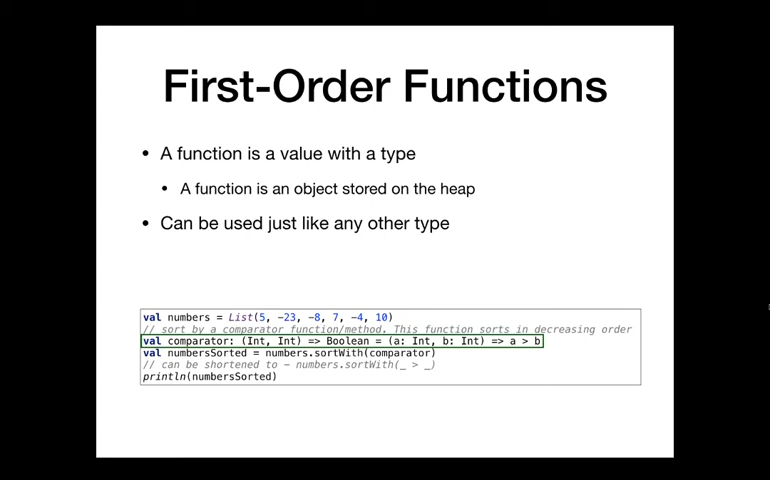 First-Order Functions
• A function is a value with a type
• A function is an object stored on the heap
• Can be used just like any other type
val numbers = List(5, -23, -8, 7, -4, 10)
// sort by a comparator function/method. This function sorts in decreasing order
val comparator: (Int, Int) => Boolean = (a: Int, b: Int) => a > b
val numbersSorted = numbers.sortWith(comparator)
// can be shortened to - numbers.sortWith(_ > _)
println(numbersSorted)